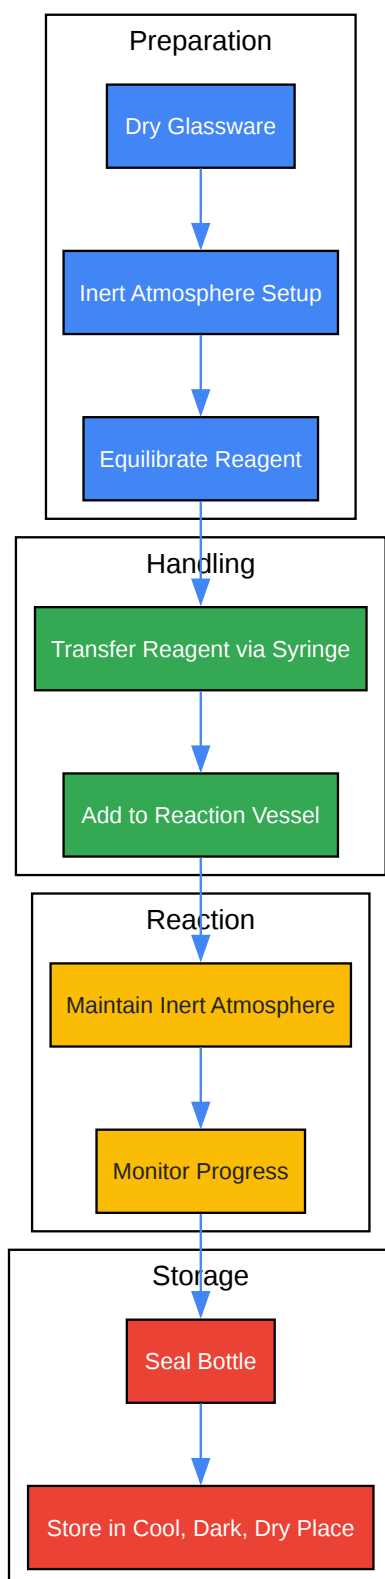 Preparation
Dry Glassware
Inert Atmosphere Setup
Equilibrate Reagent
Handling
Transfer Reagent via Syringe
Add to Reaction Vessel
Reaction
Maintain Inert Atmosphere
Monitor Progress
Storage
Seal Bottle
Store in Cool, Dark, Dry Place